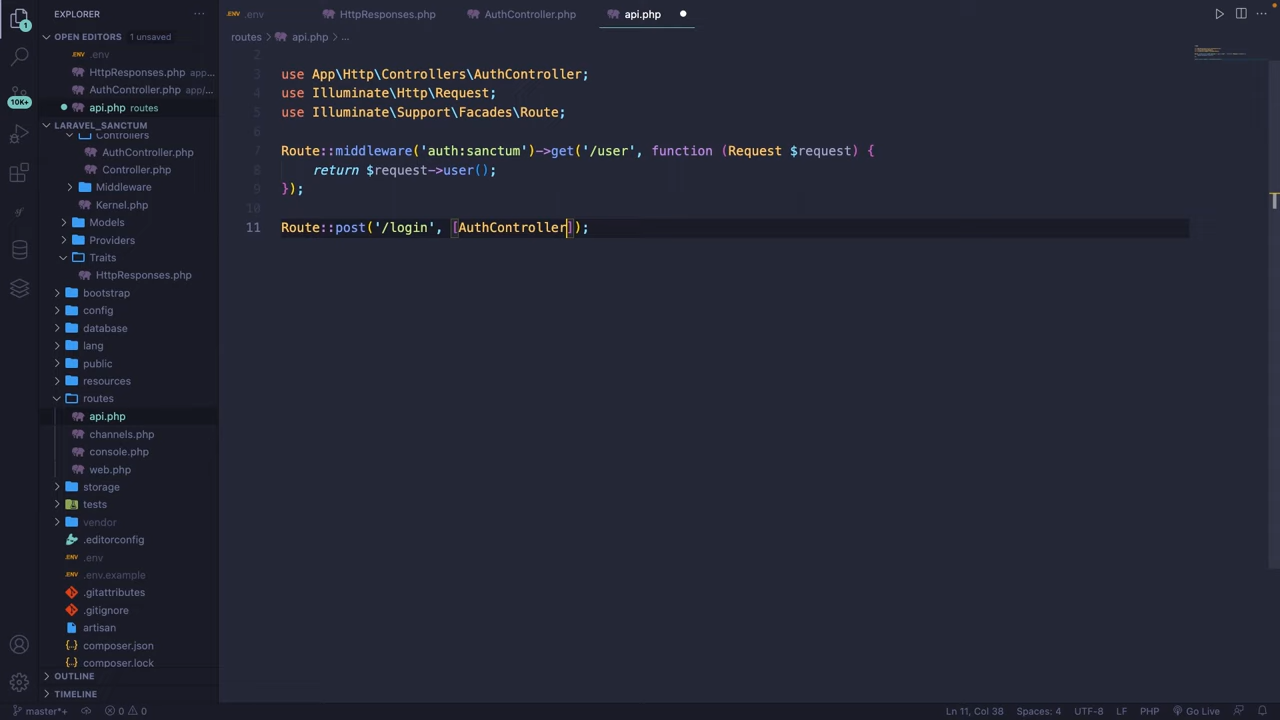 EXPLORER
.env
HttpResponses.php
AuthController.php
api.php
OPEN EDITORS 1 unsaved
routes > api.php > ...
.env
HttpResponses.php app...
AuthController.php app/...
api.php routes
LARAVEL_SANCTUM
Controllers
AuthController.php
Controller.php
Middleware
Kernel.php
Models
Providers
Traits
HttpResponses.php
bootstrap
config
database
lang
public
resources
routes
api.php
channels.php
console.php
web.php
storage
tests
vendor
.editorconfig
.env
.env.example
.gitattributes
.gitignore
artisan
composer.json
composer.lock
OUTLINE
TIMELINE
1
10K+
2
3 use App\Http\Controllers\AuthController;
4 use Illuminate\Http\Request;
5 use Illuminate\Support\Facades\Route;
6
7 Route::middleware('auth:sanctum')->get('/user', function (Request $request) {
8 return $request->user();
9 });
10
11 Route::post('/login', [AuthController]);
master*+ 0 0
Ln 11, Col 38 Spaces: 4 UTF-8 LF PHP Go Live